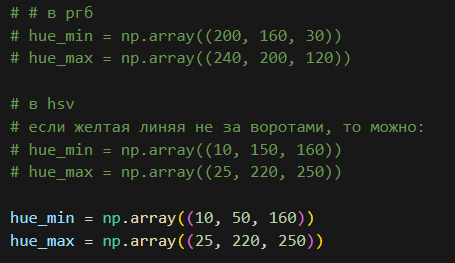 # # в ргб
# hue_min = np.array((200, 160, 30))
# hue_max = np.array((240, 200, 120))
# в hsv
# если желтая линяя не за воротами, то можно:
# hue_min = np.array((10, 150, 160))
# hue_max = np.array((25, 220, 250))
hue_min = np.array((10, 50, 160))
hue_max = np.array((25, 220, 250))